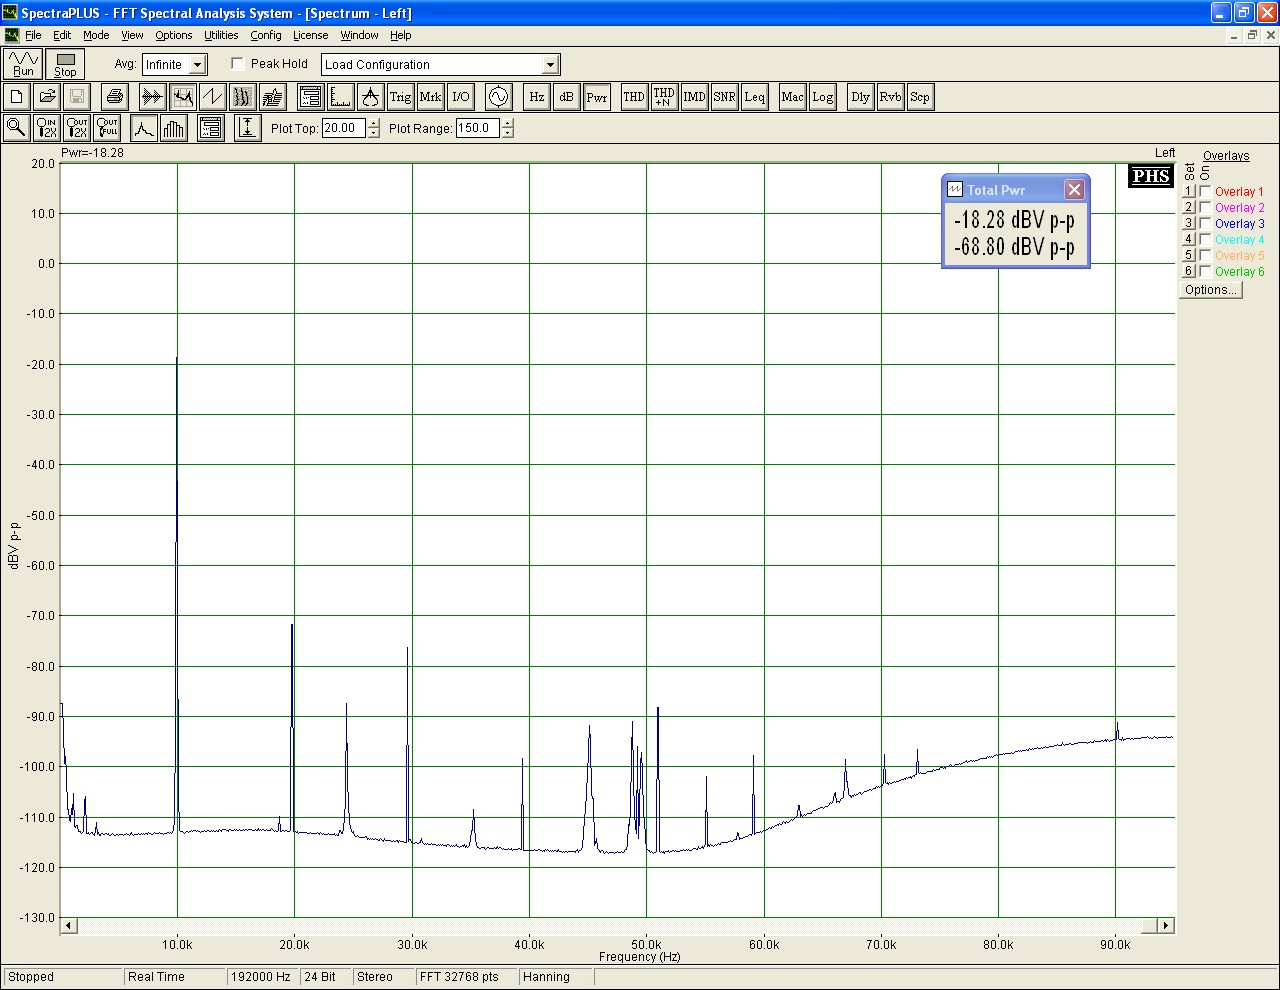 SpectraPLUS - FFT Spectral Analysis System - [Spectrum - Left]
File Edit Mode View Options Utilities Config License Window Help
Run Stop Avg: Infinite Peak Hold Load Configuration
Trig Mrk I/O Hz dB Pwr THD THD+N IMD SNR Leq Mac Log Dly Rvb Scp
IN 2X OUT 2X OUT FULL Plot Top: 20.00 Plot Range: 150.0
Pwr=-18.28 Left
PHS
Total Pwr
-18.28 dBV p-p
-68.80 dBV p-p
Set On Overlays
1 Overlay 1
2 Overlay 2
3 Overlay 3
4 Overlay 4
5 Overlay 5
6 Overlay 6
Options...
dBV p-p
20.0
10.0
0.0
-10.0
-20.0
-30.0
-40.0
-50.0
-60.0
-70.0
-80.0
-90.0
-100.0
-110.0
-120.0
-130.0
10.0k 20.0k 30.0k 40.0k 50.0k 60.0k 70.0k 80.0k 90.0k
Frequency (Hz)
Stopped Real Time 192000 Hz 24 Bit Stereo FFT 32768 pts Hanning